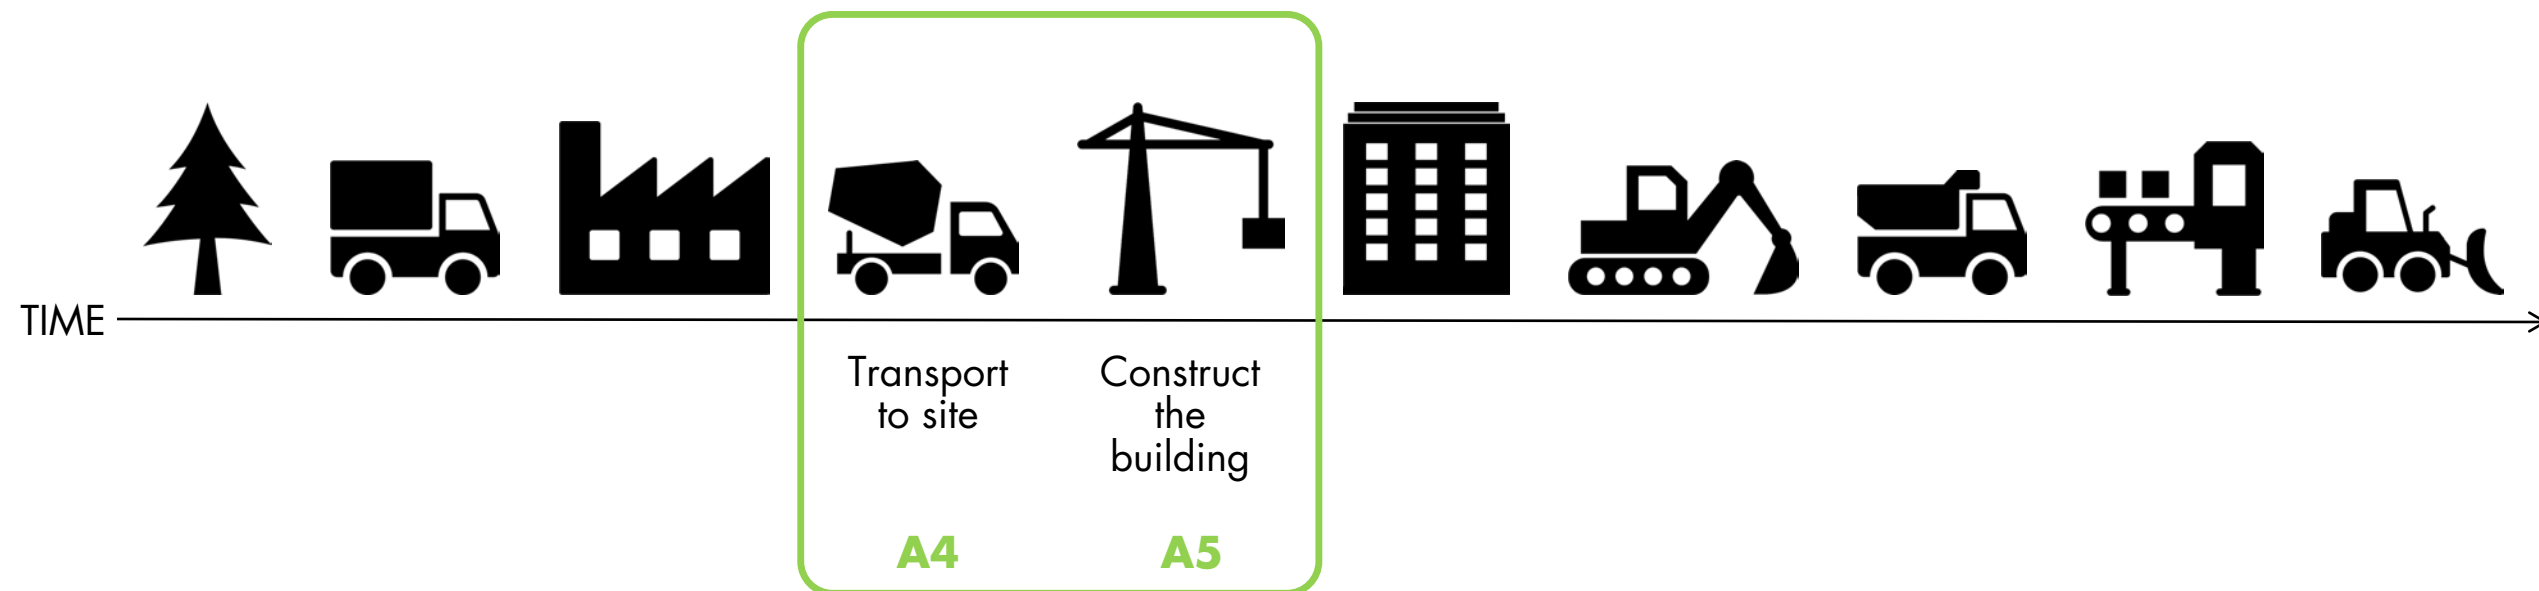 TIME
Transport
to site
Construct
the
building
A4
A5